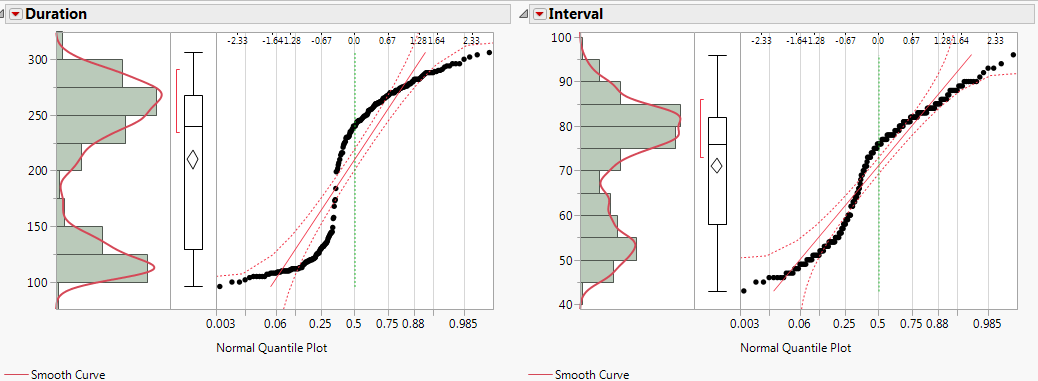 Duration
Interval
-2.33 -1.64 -1.28 -0.67 0.0 0.67 1.28 1.64 2.33
300
250
200
150
100
0.003 0.06 0.25 0.5 0.75 0.88 0.985
Normal Quantile Plot
Smooth Curve
-2.33 -1.64 -1.28 -0.67 0.0 0.67 1.28 1.64 2.33
100
90
80
70
60
50
40
0.003 0.06 0.25 0.5 0.75 0.88 0.985
Normal Quantile Plot
Smooth Curve